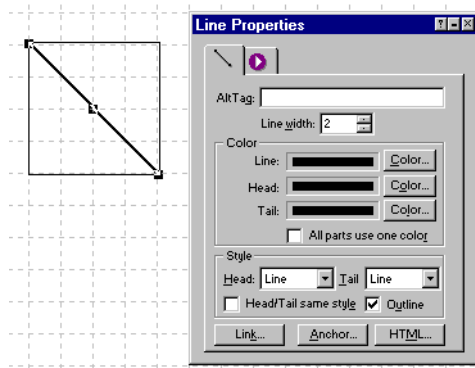 Line Properties
AltTag:
Line width: 2
Color
Line: Color...
Head: Color...
Tail: Color...
All parts use one color
Style
Head: Line Tail Line
Head/Tail same style Outline
Link... Anchor... HTML...